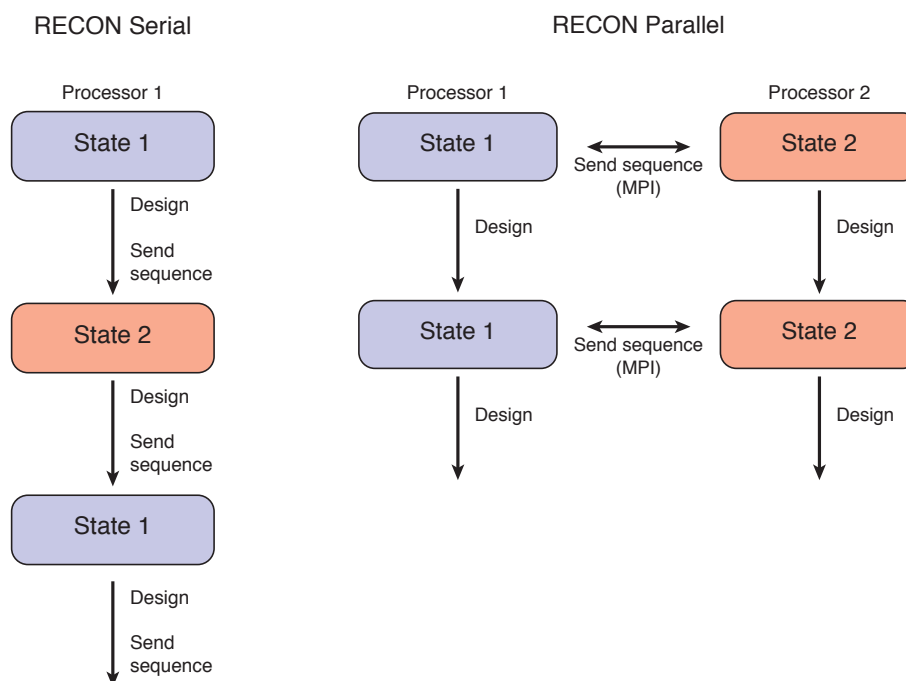 RECON Serial
Processor 1
State 1
Design
Send
sequence
State 2
Design
Send
sequence
State 1
Design
Send
sequence
RECON Parallel
Processor 1
Processor 2
State 1
Send sequence
(MPI)
State 2
Design
Design
State 1
Send sequence
(MPI)
State 2
Design
Design